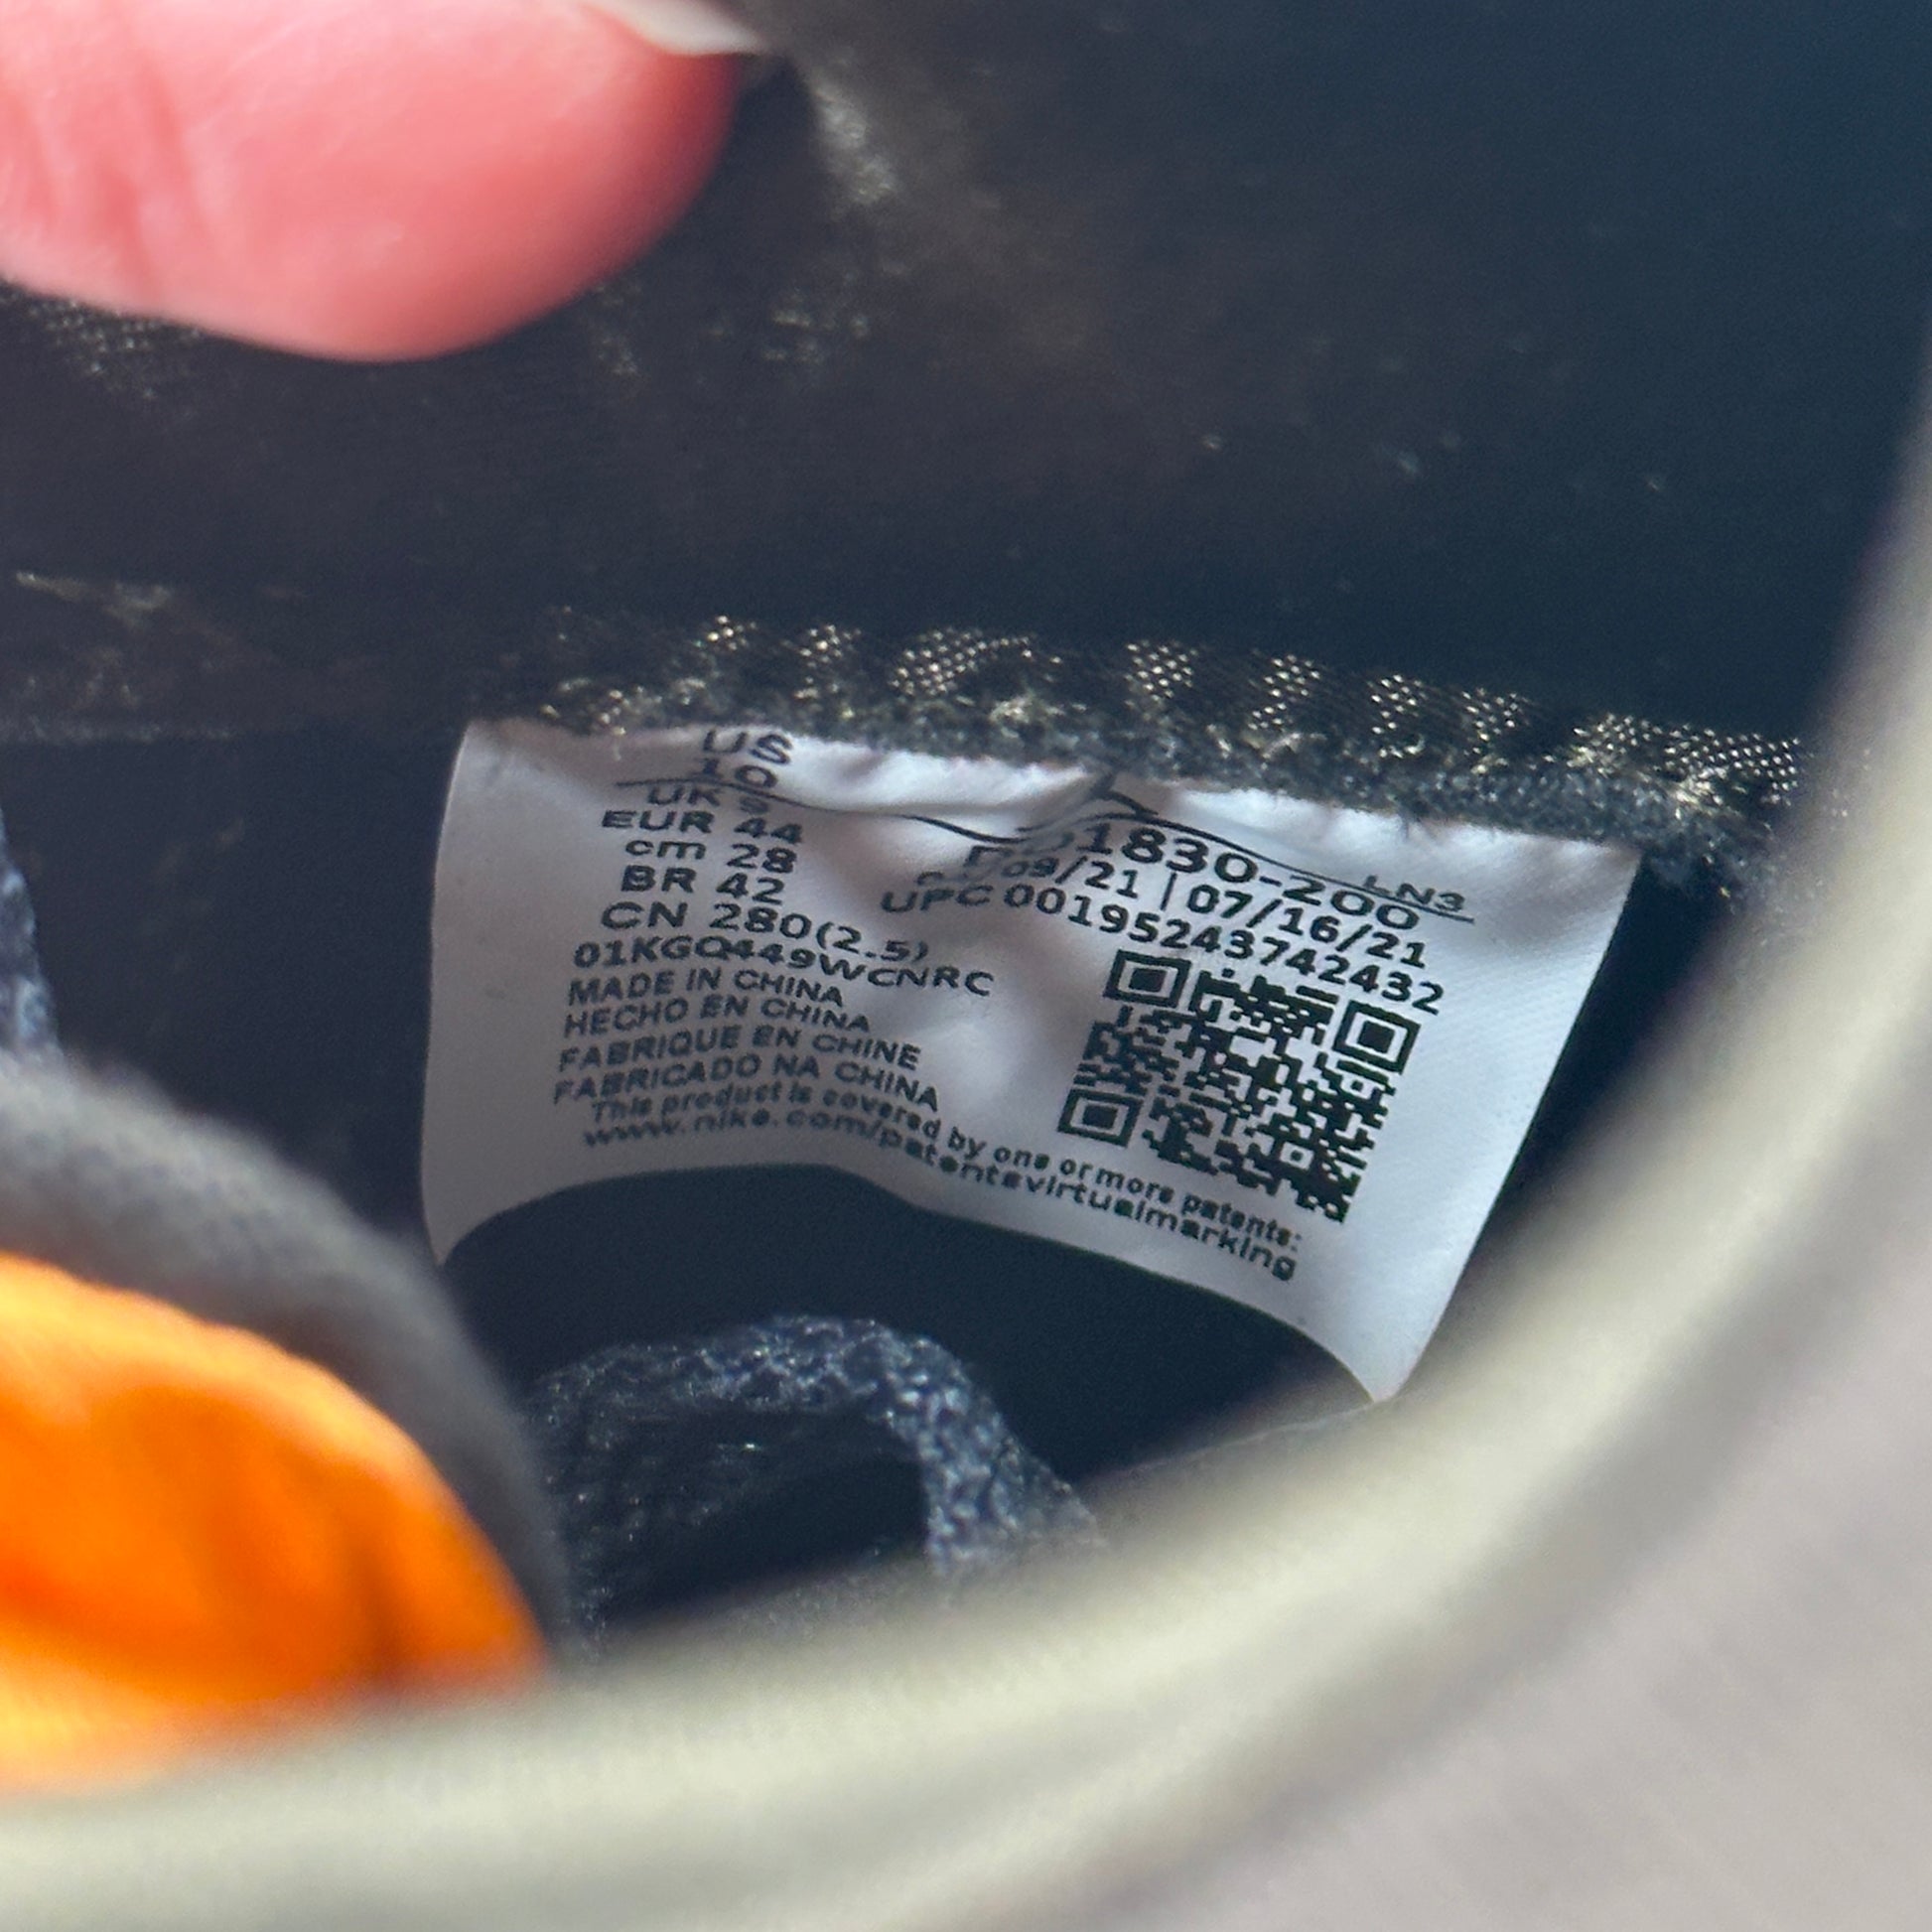 US
10
UK 9
EUR 44
cm 28
BR 42
CN 280(2.5)
01KGQ449WCNRC
MADE IN CHINA
HECHO EN CHINA
FABRIQUE EN CHINE
FABRICADO NA CHINA
This product is covered by one or more patents:
www.nike.com/patentsvirtualmarking
LN3
1830-200
09/21 | 07/16/21
UPC 00195243742432